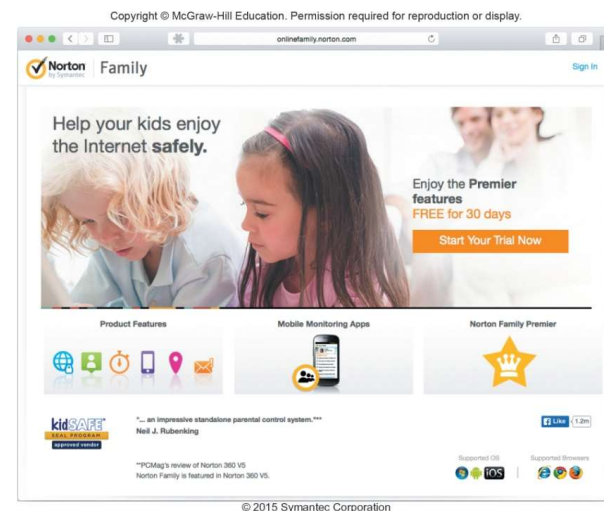 Copyright © McGraw-Hill Education. Permission required for reproduction or display.
onlinefamily.norton.com
Norton
by Symantec
Family
Sign In
Help your kids enjoy
the Internet safely.
Enjoy the Premier
features
FREE for 30 days
Start Your Trial Now
Product Features
Mobile Monitoring Apps
Norton Family Premier
kidSAFE
SEAL PROGRAM
approved vendor
"... an impressive standalone parental control system."**
Neil J. Rubenking
Like
1.2m
**PCMag's review of Norton 360 V5
Norton Family is featured in Norton 360 V5.
Supported OS
Supported Browsers
iOS
© 2015 Symantec Corporation